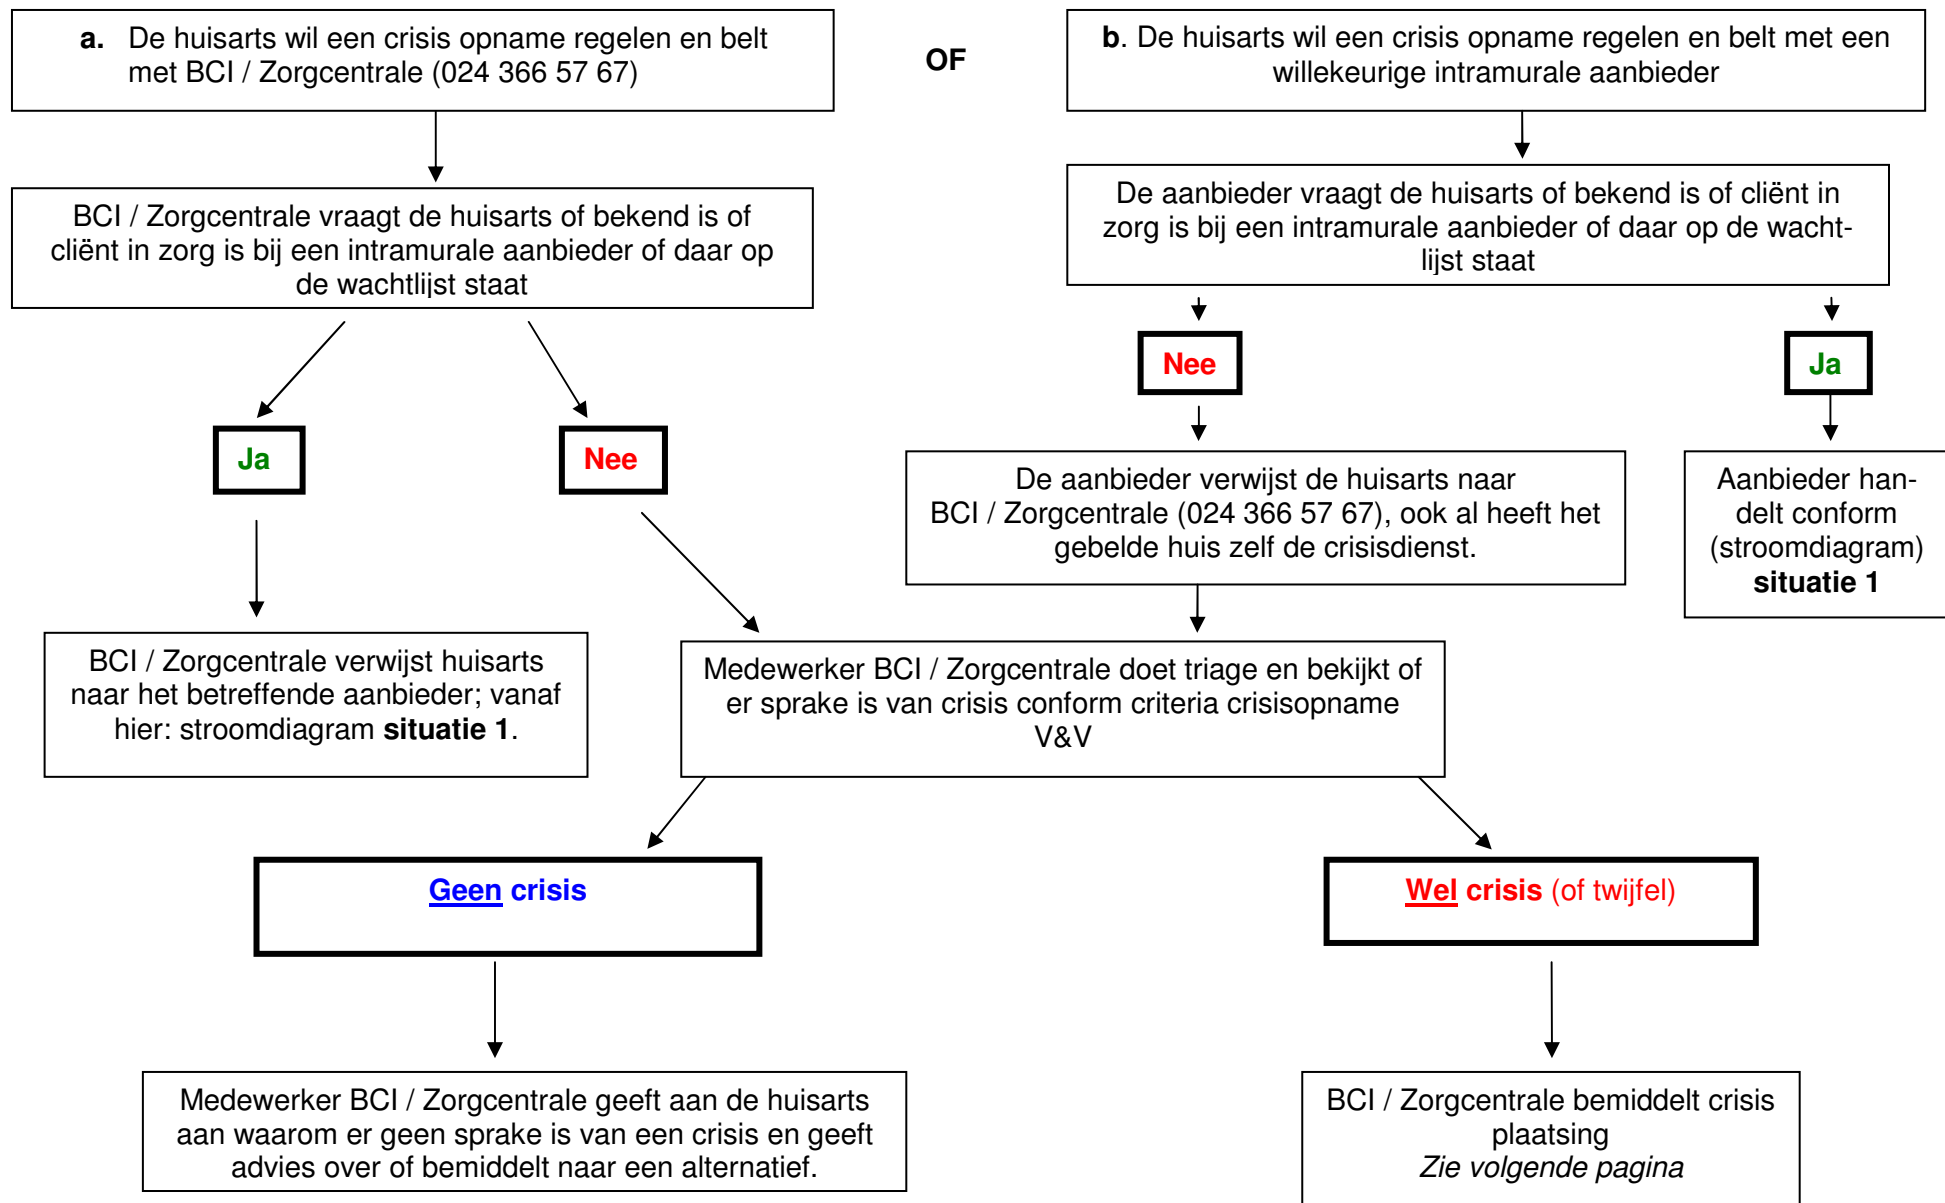 a. De huisarts wil een crisis opname regelen en belt
met BCI / Zorgcentrale (024 366 57 67)
OF
b. De huisarts wil een crisis opname regelen en belt met een
willekeurige intramurale aanbieder
BCI / Zorgcentrale vraagt de huisarts of bekend is of
cliënt in zorg is bij een intramurale aanbieder of daar op
de wachtlijst staat
De aanbieder vraagt de huisarts of bekend is of cliënt in
zorg is bij een intramurale aanbieder of daar op de wacht-
lijst staat
Nee
Ja
Ja
Nee
De aanbieder verwijst de huisarts naar
BCI / Zorgcentrale (024 366 57 67), ook al heeft het
gebelde huis zelf de crisisdienst.
Aanbieder han-
delt conform
(stroomdiagram)
situatie 1
BCI / Zorgcentrale verwijst huisarts
naar het betreffende aanbieder; vanaf
hier: stroomdiagram situatie 1.
Medewerker BCI / Zorgcentrale doet triage en bekijkt of
er sprake is van crisis conform criteria crisisopname
V&V
Geen crisis
Wel crisis (of twijfel)
Medewerker BCI / Zorgcentrale geeft aan de huisarts
aan waarom er geen sprake is van een crisis en geeft
advies over of bemiddelt naar een alternatief.
BCI / Zorgcentrale bemiddelt crisis
plaatsing
Zie volgende pagina